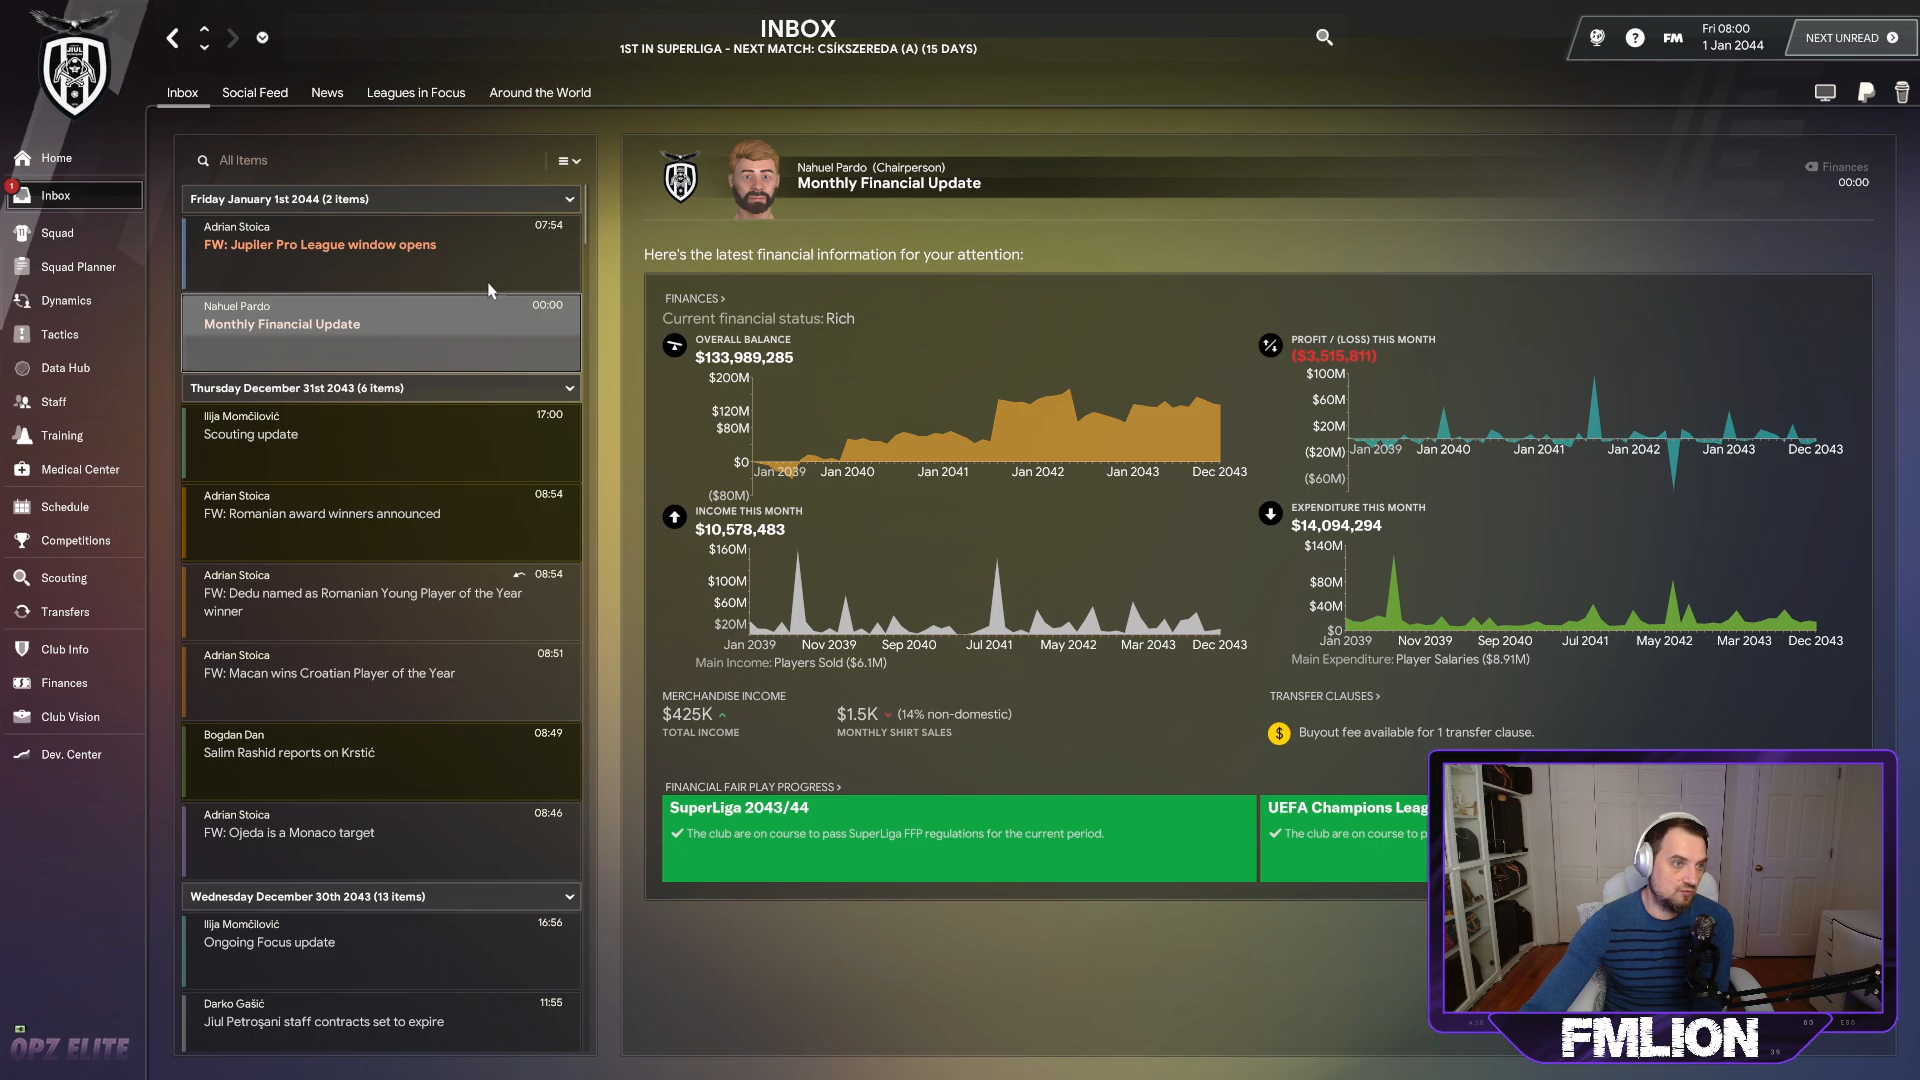 INBOX
1ST IN SUPERLIGA - NEXT MATCH: CSÍKSZEREDA (A) (15 DAYS)
FM
Fri 08:00
1 Jan 2044
NEXT UNREAD
Inbox
Social Feed
News
Leagues in Focus
Around the World
JIUL
Home
1
Inbox
Squad
Squad Planner
Dynamics
Tactics
Data Hub
Staff
Training
Medical Center
Schedule
Competitions
Scouting
Transfers
Club Info
Finances
Club Vision
Dev. Center
OPZ ELITE
All Items
Friday January 1st 2044 (2 items)
Adrian Stoica 07:54
FW: Jupiler Pro League window opens
Nahuel Pardo 00:00
Monthly Financial Update
Thursday December 31st 2043 (6 items)
Ilija Momčilović 17:00
Scouting update
Adrian Stoica 08:54
FW: Romanian award winners announced
Adrian Stoica 08:54
FW: Dedu named as Romanian Young Player of the Year
winner
Adrian Stoica 08:51
FW: Macan wins Croatian Player of the Year
Bogdan Dan 08:49
Salim Rashid reports on Krstić
Adrian Stoica 08:46
FW: Ojeda is a Monaco target
Wednesday December 30th 2043 (13 items)
Ilija Momčilović 16:56
Ongoing Focus update
Darko Gašić 11:55
Jiul Petroşani staff contracts set to expire
Nahuel Pardo (Chairperson)
Monthly Financial Update
Finances
00:00
Here's the latest financial information for your attention:
FINANCES
Current financial status: Rich
OVERALL BALANCE
$133,989,285
$200M
$120M
$80M
$0
($80M)
Jan 2039 Jan 2040 Jan 2041 Jan 2042 Jan 2043 Dec 2043
PROFIT / (LOSS) THIS MONTH
($3,515,811)
$100M
$60M
$20M
($20M)
($60M)
Jan 2039 Jan 2040 Jan 2041 Jan 2042 Jan 2043 Dec 2043
INCOME THIS MONTH
$10,578,483
$160M
$100M
$60M
$20M
Jan 2039 Nov 2039 Sep 2040 Jul 2041 May 2042 Mar 2043 Dec 2043
Main Income: Players Sold ($6.1M)
EXPENDITURE THIS MONTH
$14,094,294
$140M
$80M
$40M
$0
Jan 2039 Nov 2039 Sep 2040 Jul 2041 May 2042 Mar 2043 Dec 2043
Main Expenditure: Player Salaries ($8.91M)
MERCHANDISE INCOME
$425K
TOTAL INCOME
$1.5K (14% non-domestic)
MONTHLY SHIRT SALES
TRANSFER CLAUSES
$
Buyout fee available for 1 transfer clause.
FINANCIAL FAIR PLAY PROGRESS
SuperLiga 2043/44
The club are on course to pass SuperLiga FFP regulations for the current period.
UEFA Champions Leag
The club are on course to p
FMLION
39